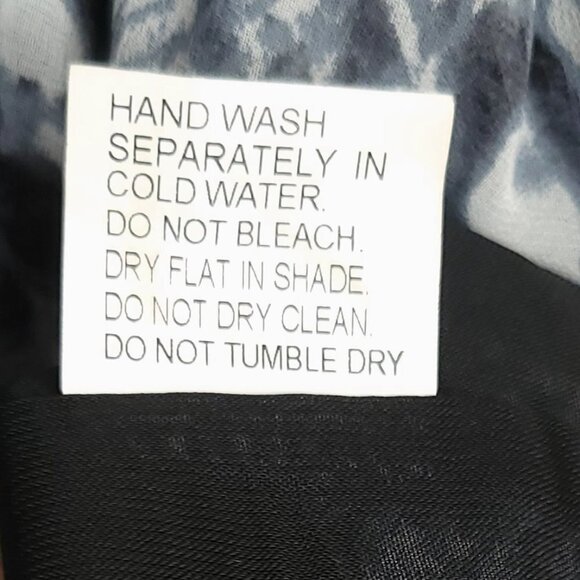 HAND WASH
SEPARATELY IN
COLD WATER.
DO NOT BLEACH.
DRY FLAT IN SHADE.
DO NOT DRY CLEAN.
DO NOT TUMBLE DRY